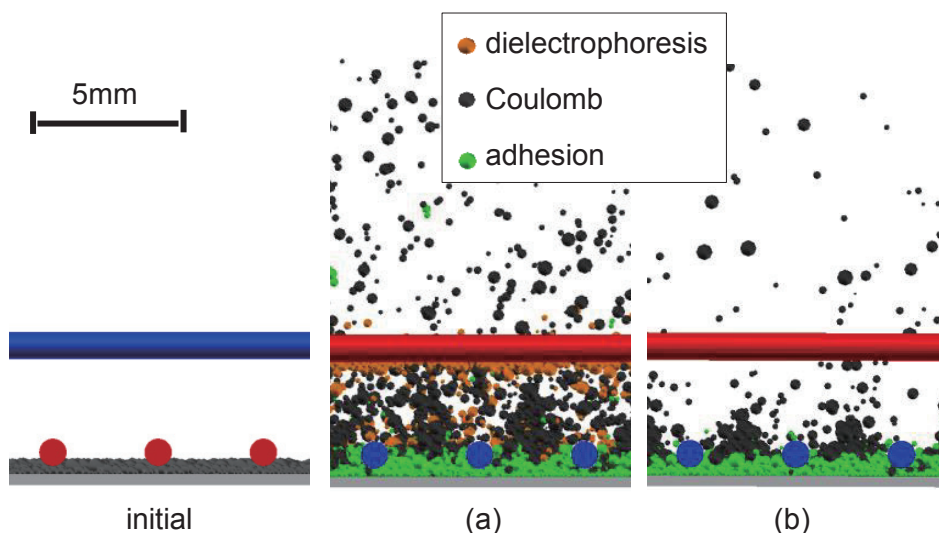 dielectrophoresis
Coulomb
adhesion
5mm
initial
(a)
(b)